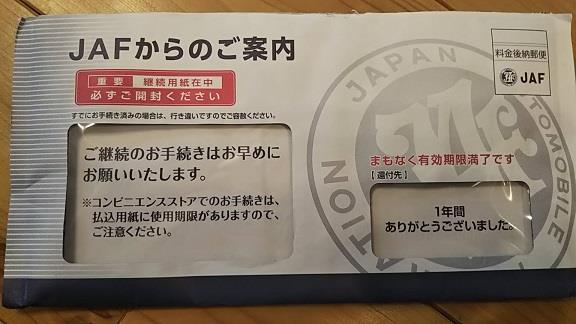 JAFからのご案内
重要 継続用紙在中
必ずご開封ください
すでにお手続き済みの場合は、行き違いですのでご容赦ください。
料金後納郵便
JAF
ご継続のお手続きはお早めに
お願いいたします。
※コンビニエンスストアでのお手続きは、
払込用紙に使用期限がありますので、
ご注意ください。
まもなく有効期限満了です
【還付先】
1年間
ありがとうございました。
JAPAN
TOMOBILE
RATION